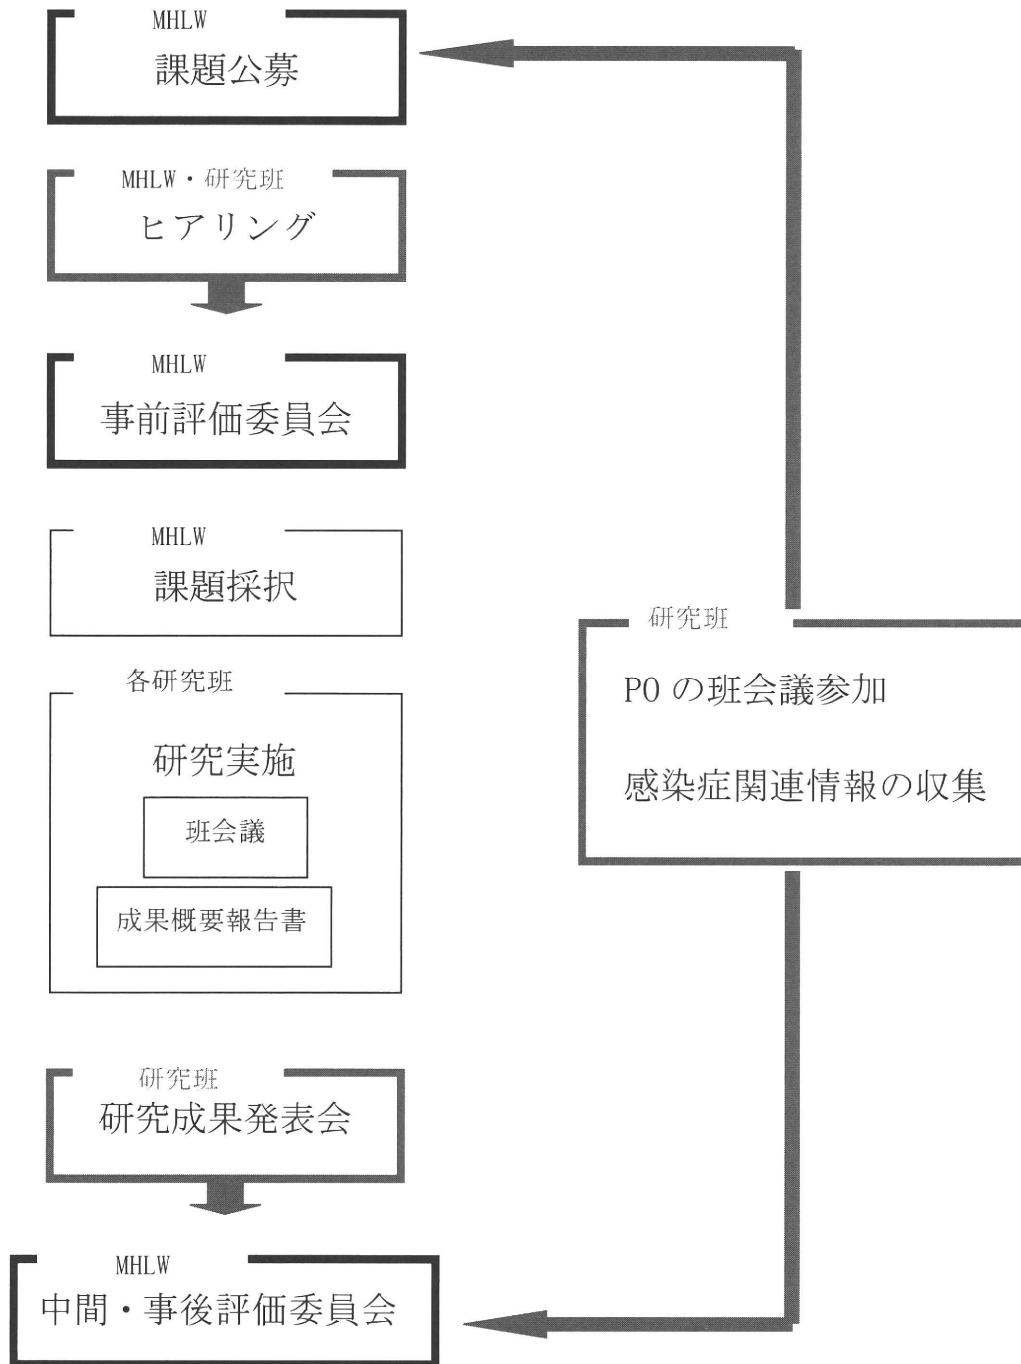 MHLW
課題公募
MHLW・研究班
ヒアリング
MHLW
事前評価委員会
MHLW
課題採択
各研究班
研究実施
班会議
成果概要報告書
研究班
研究成果発表会
MHLW
中間・事後評価委員会
研究班
POの班会議参加
感染症関連情報の収集